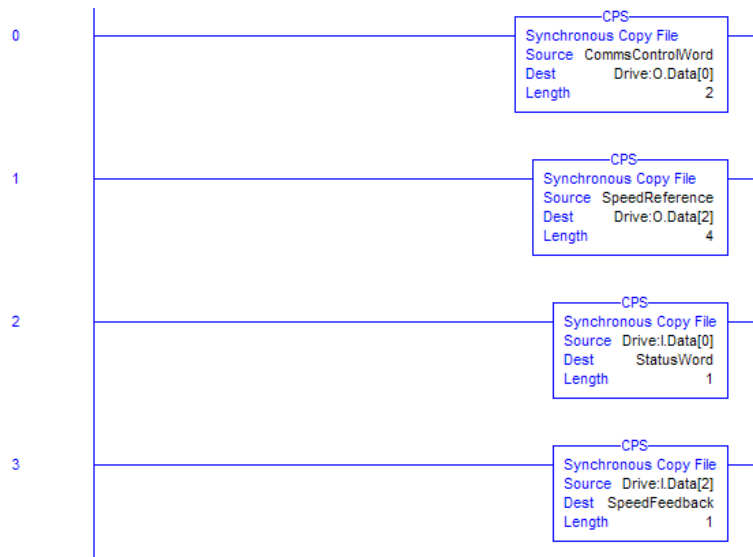 0
CPS
Synchronous Copy File
Source CommsControlWord
Dest Drive:O.Data[0]
Length 2
1
CPS
Synchronous Copy File
Source SpeedReference
Dest Drive:O.Data[2]
Length 4
2
CPS
Synchronous Copy File
Source Drive:I.Data[0]
Dest StatusWord
Length 1
3
CPS
Synchronous Copy File
Source Drive:I.Data[2]
Dest SpeedFeedback
Length 1